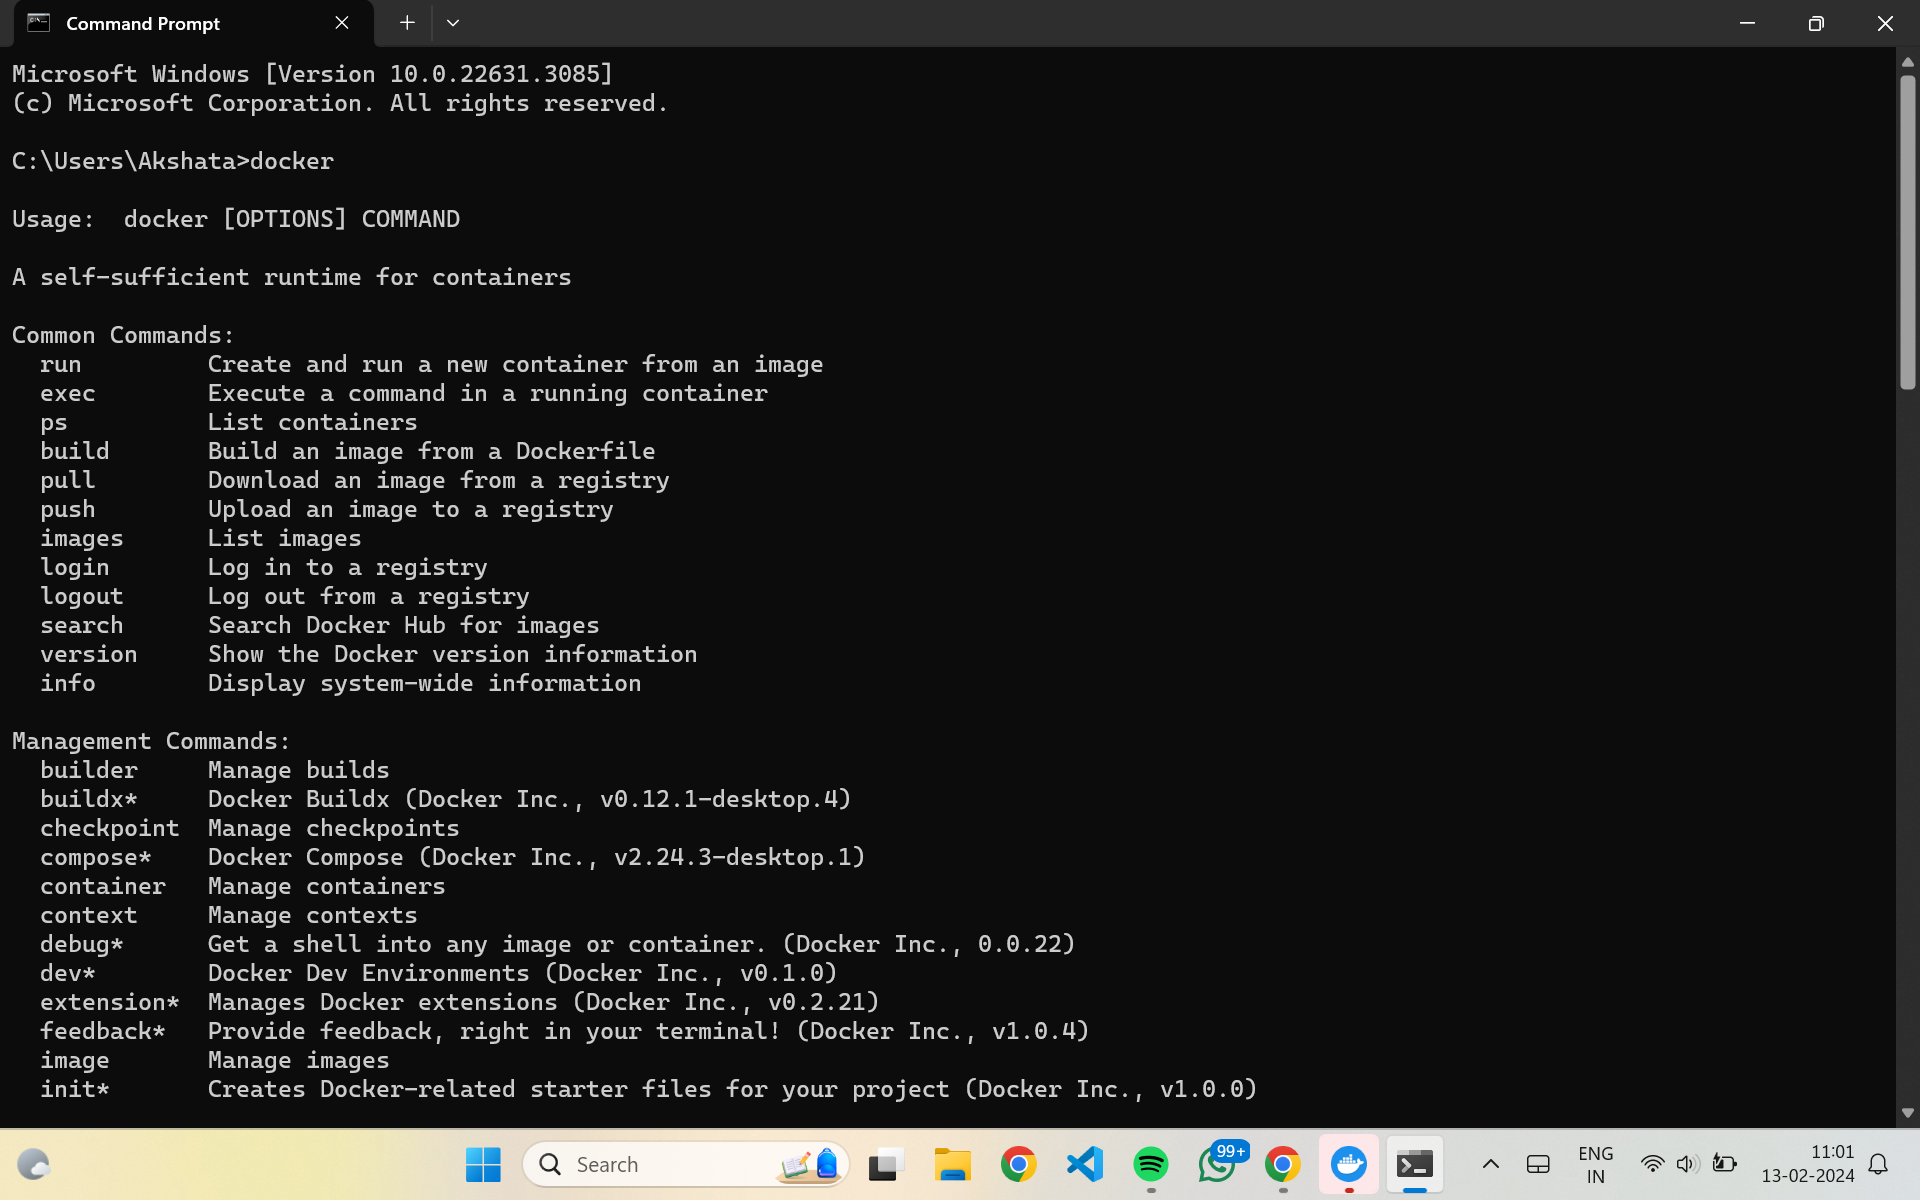 Command Prompt
Microsoft Windows [Version 10.0.22631.3085]
(c) Microsoft Corporation. All rights reserved.
C:\Users\Akshata>docker
Usage:  docker [OPTIONS] COMMAND
A self-sufficient runtime for containers
Common Commands:
  run         Create and run a new container from an image
  exec        Execute a command in a running container
  ps          List containers
  build       Build an image from a Dockerfile
  pull        Download an image from a registry
  push        Upload an image to a registry
  images      List images
  login       Log in to a registry
  logout      Log out from a registry
  search      Search Docker Hub for images
  version     Show the Docker version information
  info        Display system-wide information
Management Commands:
  builder     Manage builds
  buildx*     Docker Buildx (Docker Inc., v0.12.1-desktop.4)
  checkpoint  Manage checkpoints
  compose*    Docker Compose (Docker Inc., v2.24.3-desktop.1)
  container   Manage containers
  context     Manage contexts
  debug*      Get a shell into any image or container. (Docker Inc., 0.0.22)
  dev*        Docker Dev Environments (Docker Inc., v0.1.0)
  extension*  Manages Docker extensions (Docker Inc., v0.2.21)
  feedback*   Provide feedback, right in your terminal! (Docker Inc., v1.0.4)
  image       Manage images
  init*       Creates Docker-related starter files for your project (Docker Inc., v1.0.0)
Search
99+
ENG
IN
11:01
13-02-2024